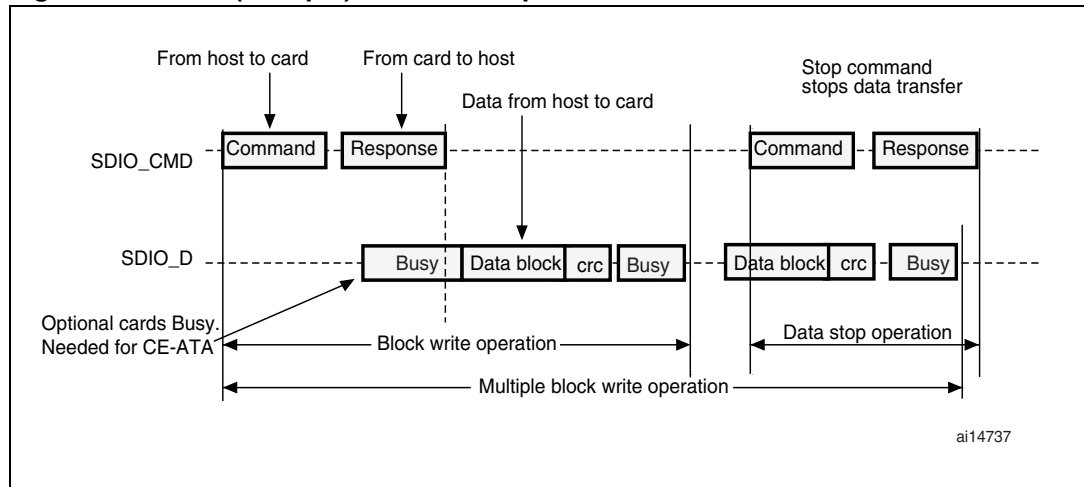 From host to card
From card to host
Data from host to card
Stop command
stops data transfer
SDIO_CMD
Command
Response
Command
Response
SDIO_D
Busy
Data block
crc
Busy
Data block
crc
Busy
Optional cards Busy.
Needed for CE-ATA
Block write operation
Data stop operation
Multiple block write operation
ai14737